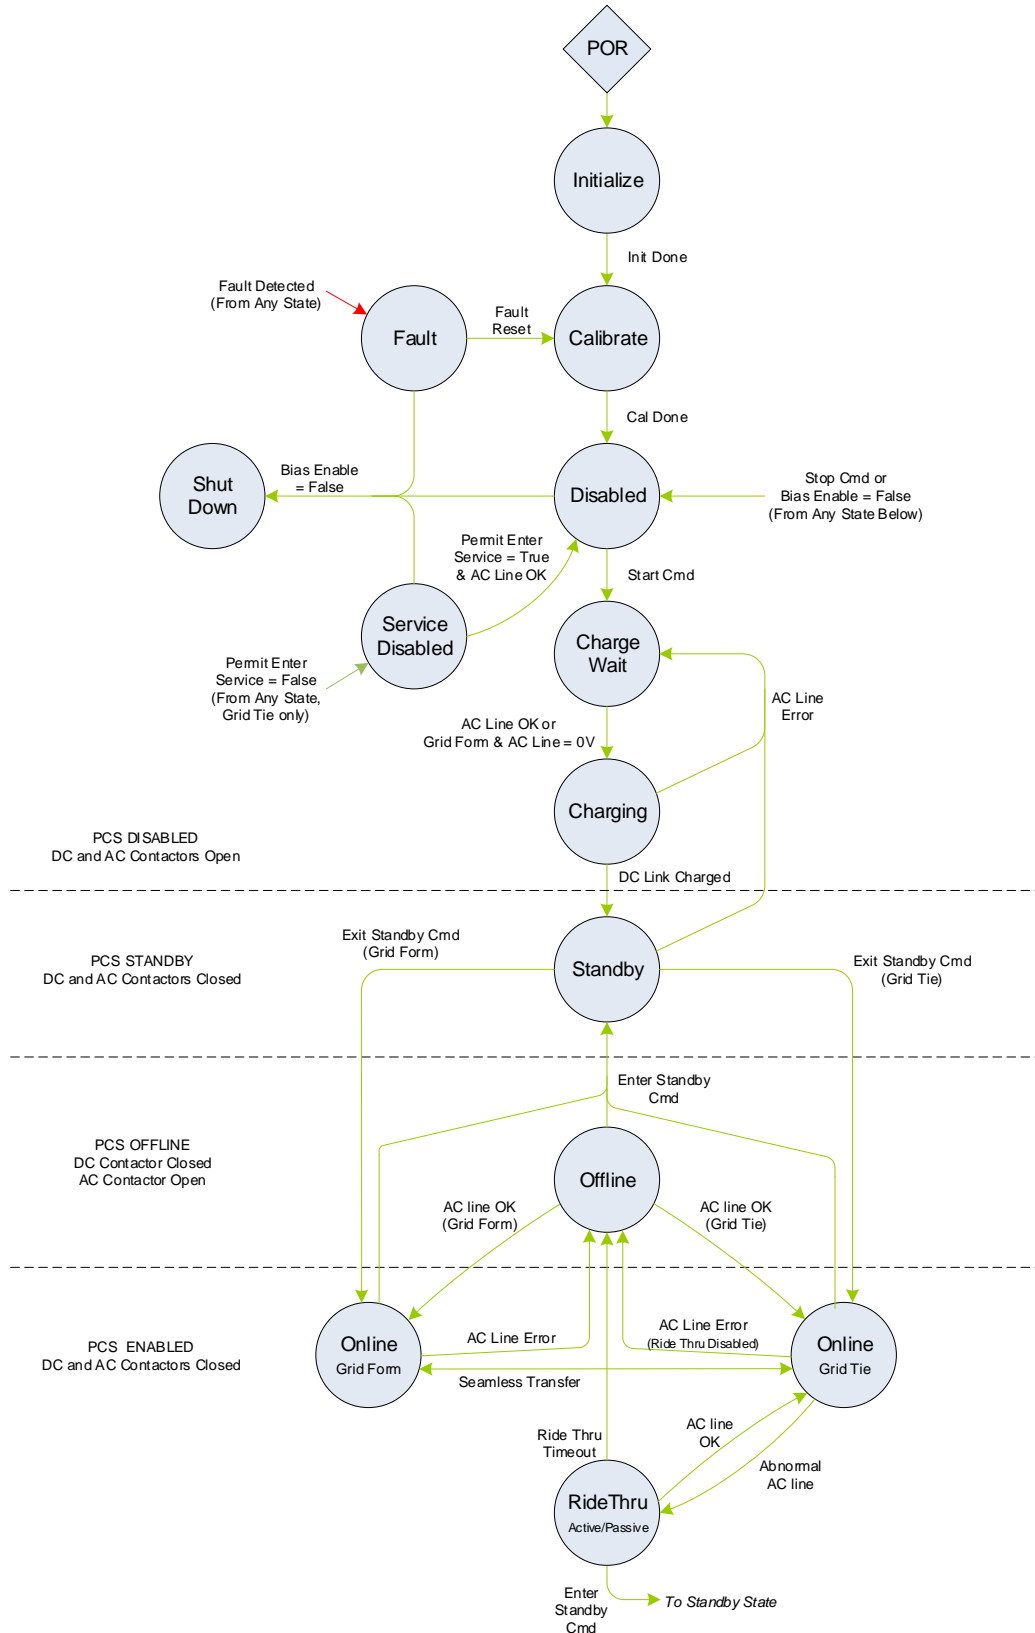 POR
Initialize
Init Done
Fault Detected
(From Any State)
Fault
Fault
Reset
Calibrate
Cal Done
Shut
Down
Bias Enable
= False
Disabled
Stop Cmd or
Bias Enable = False
(From Any State Below)
Permit Enter
Service = True
& AC Line OK
Start Cmd
Service
Disabled
Charge
Wait
Permit Enter
Service = False
(From Any State,
Grid Tie only)
AC Line
Error
AC Line OK or
Grid Form & AC Line = 0V
Charging
PCS DISABLED
DC and AC Contactors Open
DC Link Charged
Exit Standby Cmd
(Grid Form)
PCS STANDBY
DC and AC Contactors Closed
Standby
Exit Standby Cmd
(Grid Tie)
Enter Standby
Cmd
PCS OFFLINE
DC Contactor Closed
AC Contactor Open
Offline
AC line OK
(Grid Form)
AC line OK
(Grid Tie)
PCS ENABLED
DC and AC Contactors Closed
Online
Grid Form
AC Line Error
AC Line Error
(Ride Thru Disabled)
Online
Grid Tie
Seamless Transfer
Ride Thru
Timeout
AC line
OK
Abnormal
AC line
RideThru
Active/Passive
Enter
Standby
Cmd
To Standby State